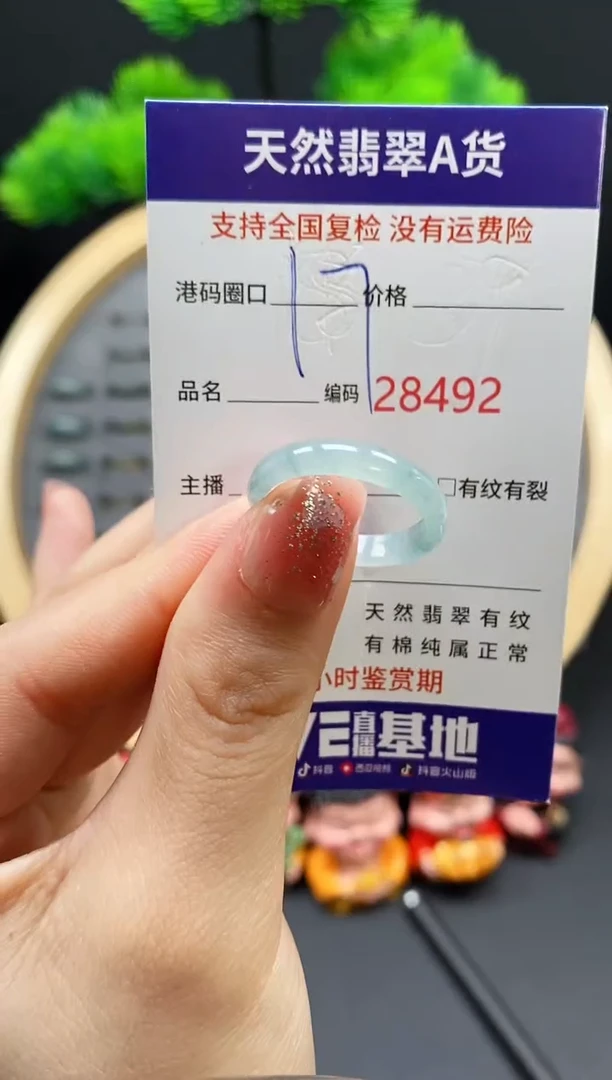 天然翡翠A货
支持全国复检 没有运费险
港码圈口 17 价格
品名 编码 28492
主播 □有纹有裂
天然翡翠有纹
有棉纯属正常
小时鉴赏期
直播基地
抖音 西瓜视频 抖音火山版